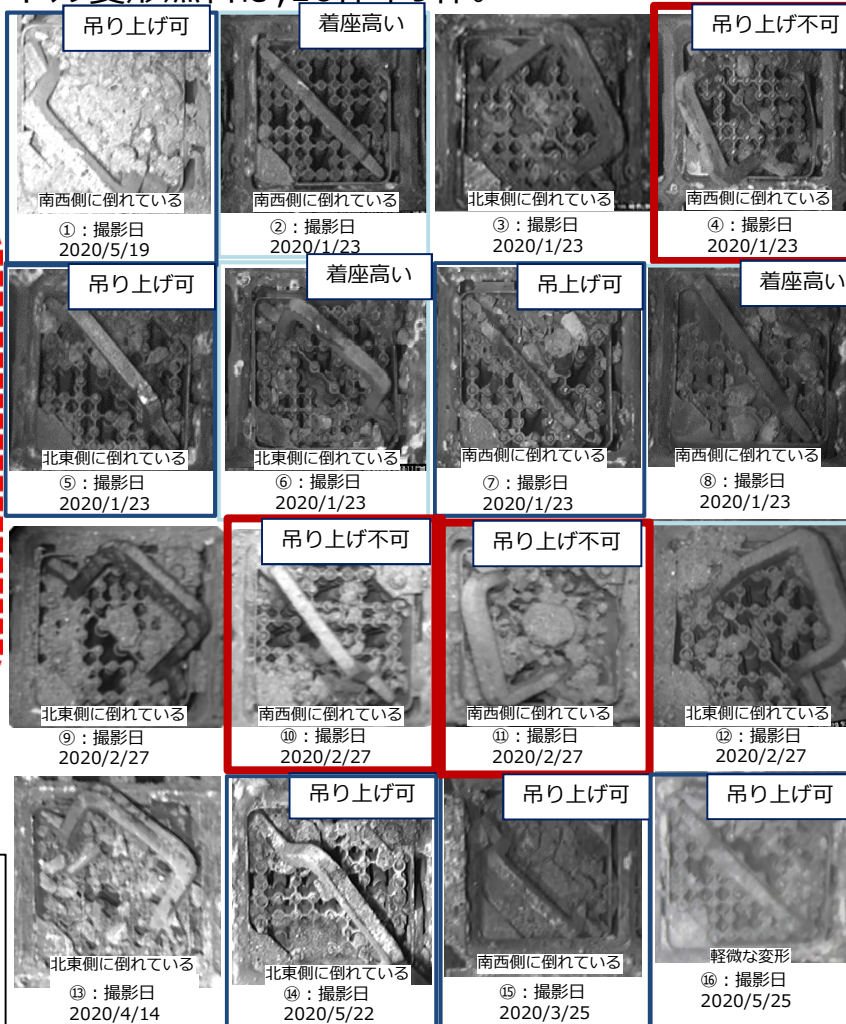 吊り上げ可
着座高い
吊り上げ不可
南西側に倒れている
南西側に倒れている
北東側に倒れている
南西側に倒れている
①：撮影日
2020/5/19
②：撮影日
2020/1/23
③：撮影日
2020/1/23
④：撮影日
2020/1/23
吊り上げ可
着座高い
吊上げ可
着座高い
北東側に倒れている
北東側に倒れている
南西側に倒れている
南西側に倒れている
⑤：撮影日
2020/1/23
⑥：撮影日
2020/1/23
⑦：撮影日
2020/1/23
⑧：撮影日
2020/1/23
吊り上げ不可
吊り上げ不可
北東側に倒れている
南西側に倒れている
南西側に倒れている
北東側に倒れている
⑨：撮影日
2020/2/27
⑩：撮影日
2020/2/27
⑪：撮影日
2020/2/27
⑫：撮影日
2020/2/27
吊り上げ可
吊り上げ可
吊り上げ可
北東側に倒れている
北東側に倒れている
南西側に倒れている
軽微な変形
⑬：撮影日
2020/4/14
⑭：撮影日
2020/5/22
⑮：撮影日
2020/3/25
⑯：撮影日
2020/5/25